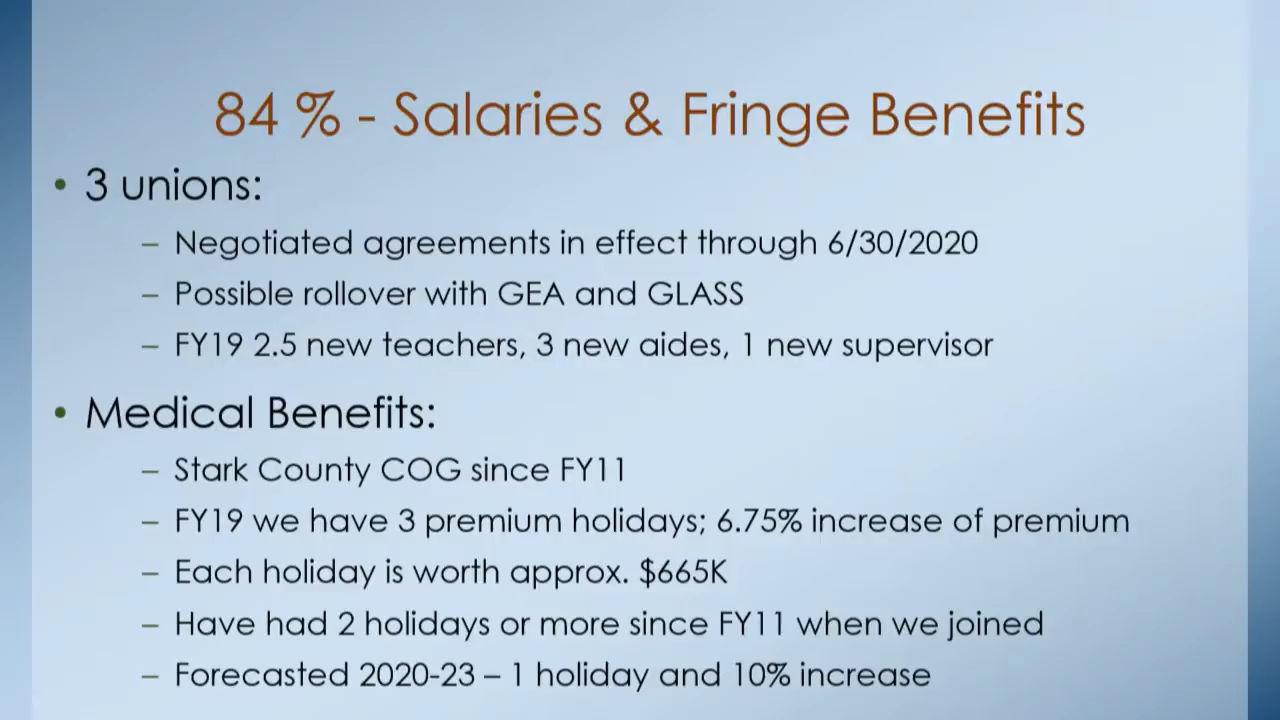 84 % - Salaries & Fringe Benefits
• 3 unions:
– Negotiated agreements in effect through 6/30/2020
– Possible rollover with GEA and GLASS
– FY19 2.5 new teachers, 3 new aides, 1 new supervisor
• Medical Benefits:
– Stark County COG since FY11
– FY19 we have 3 premium holidays; 6.75% increase of premium
– Each holiday is worth approx. $665K
– Have had 2 holidays or more since FY11 when we joined
– Forecasted 2020-23 – 1 holiday and 10% increase